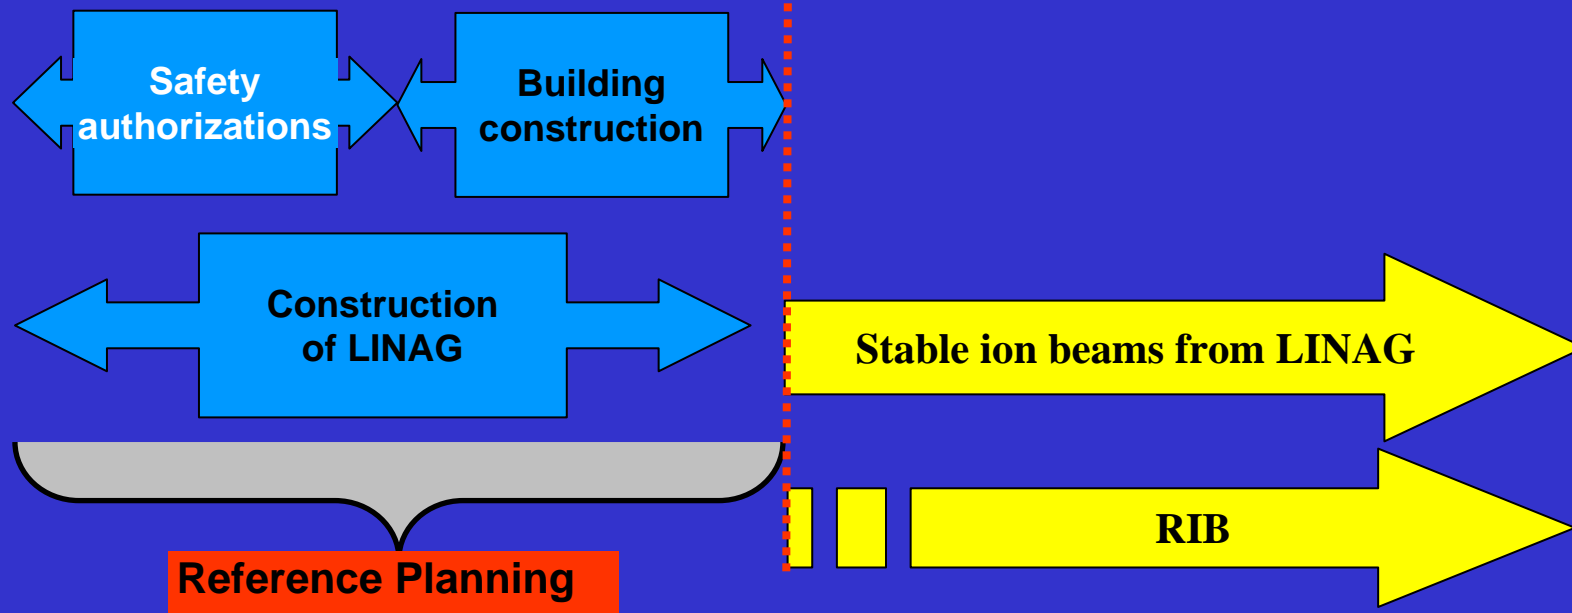 Safety
authorizations
Building
construction
Construction
of LINAG
Stable ion beams from LINAG
RIB
Reference Planning